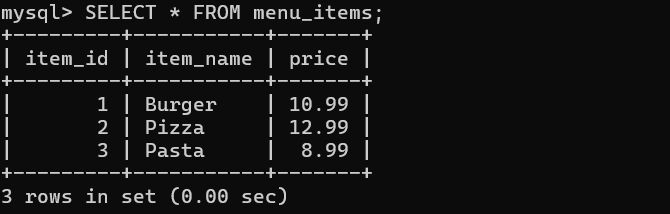 mysql> SELECT * FROM menu_items;
+---------+-----------+-------+
| item_id | item_name | price |
+---------+-----------+-------+
|       1 | Burger    | 10.99 |
|       2 | Pizza     | 12.99 |
|       3 | Pasta     |  8.99 |
+---------+-----------+-------+
3 rows in set (0.00 sec)